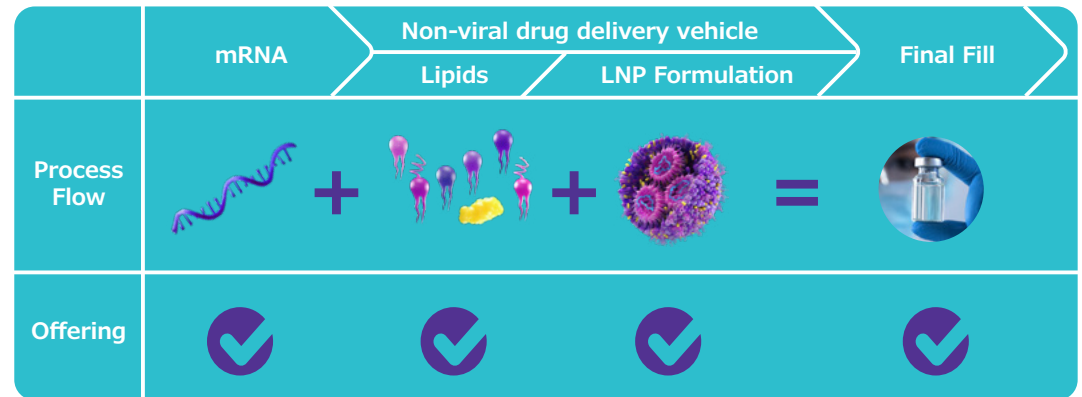 mRNA
Non-viral drug delivery vehicle
Lipids
LNP Formulation
Final Fill
Process
Flow
+
+
=
Offering